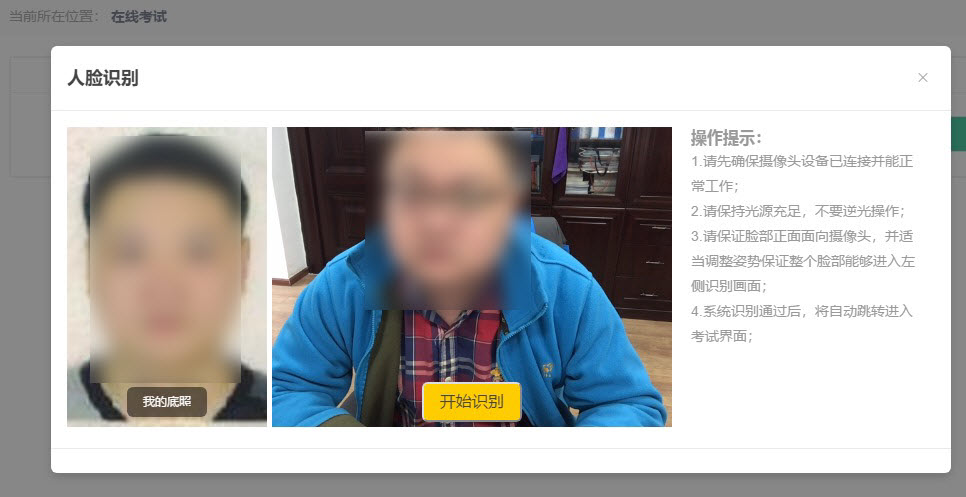 当前所在位置： 在线考试
人脸识别
×
操作提示：
1.请先确保摄像头设备已连接并能正
常工作；
2.请保持光源充足，不要逆光操作；
3.请保证脸部正面面向摄像头，并适
当调整姿势保证整个脸部能够进入左
侧识别画面；
4.系统识别通过后，将自动跳转进入
考试界面；
我的底照
开始识别